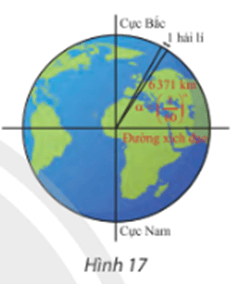 Cực Bắc
1 hải lí
6371 km
α
Đường xích đạo
Cực Nam
Hình 17